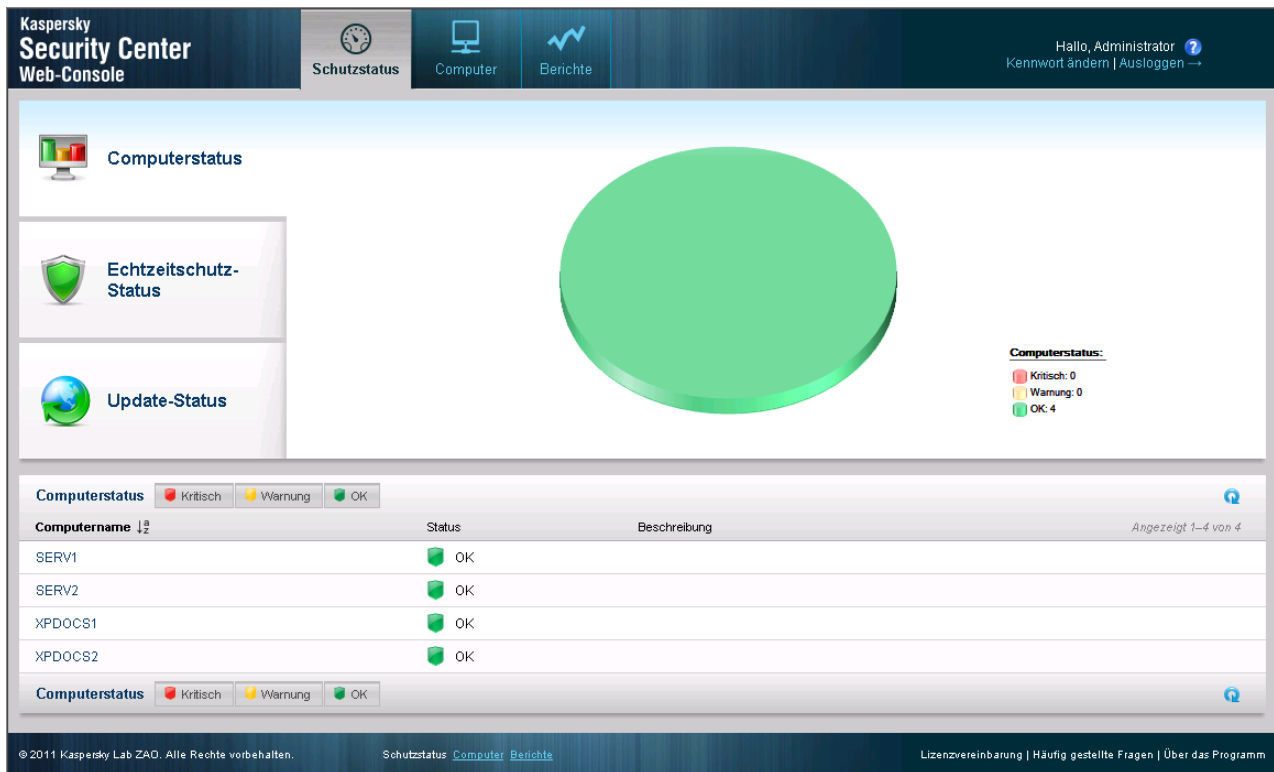 Kaspersky
Security Center
Web-Console
Schutzstatus
Computer
Berichte
Hallo, Administrator ?
Kennwort ändern | Ausloggen →
Computerstatus
Echtzeitschutz-
Status
Update-Status
Computerstatus:
Kritisch: 0
Warnung: 0
OK: 4
Computerstatus Kritisch Warnung OK
Computername Status Beschreibung Angezeigt 1–4 von 4
SERV1 OK
SERV2 OK
XPDOCS1 OK
XPDOCS2 OK
Computerstatus Kritisch Warnung OK
© 2011 Kaspersky Lab ZAO. Alle Rechte vorbehalten. Schutzstatus Computer Berichte Lizenzvereinbarung | Häufig gestellte Fragen | Über das Programm